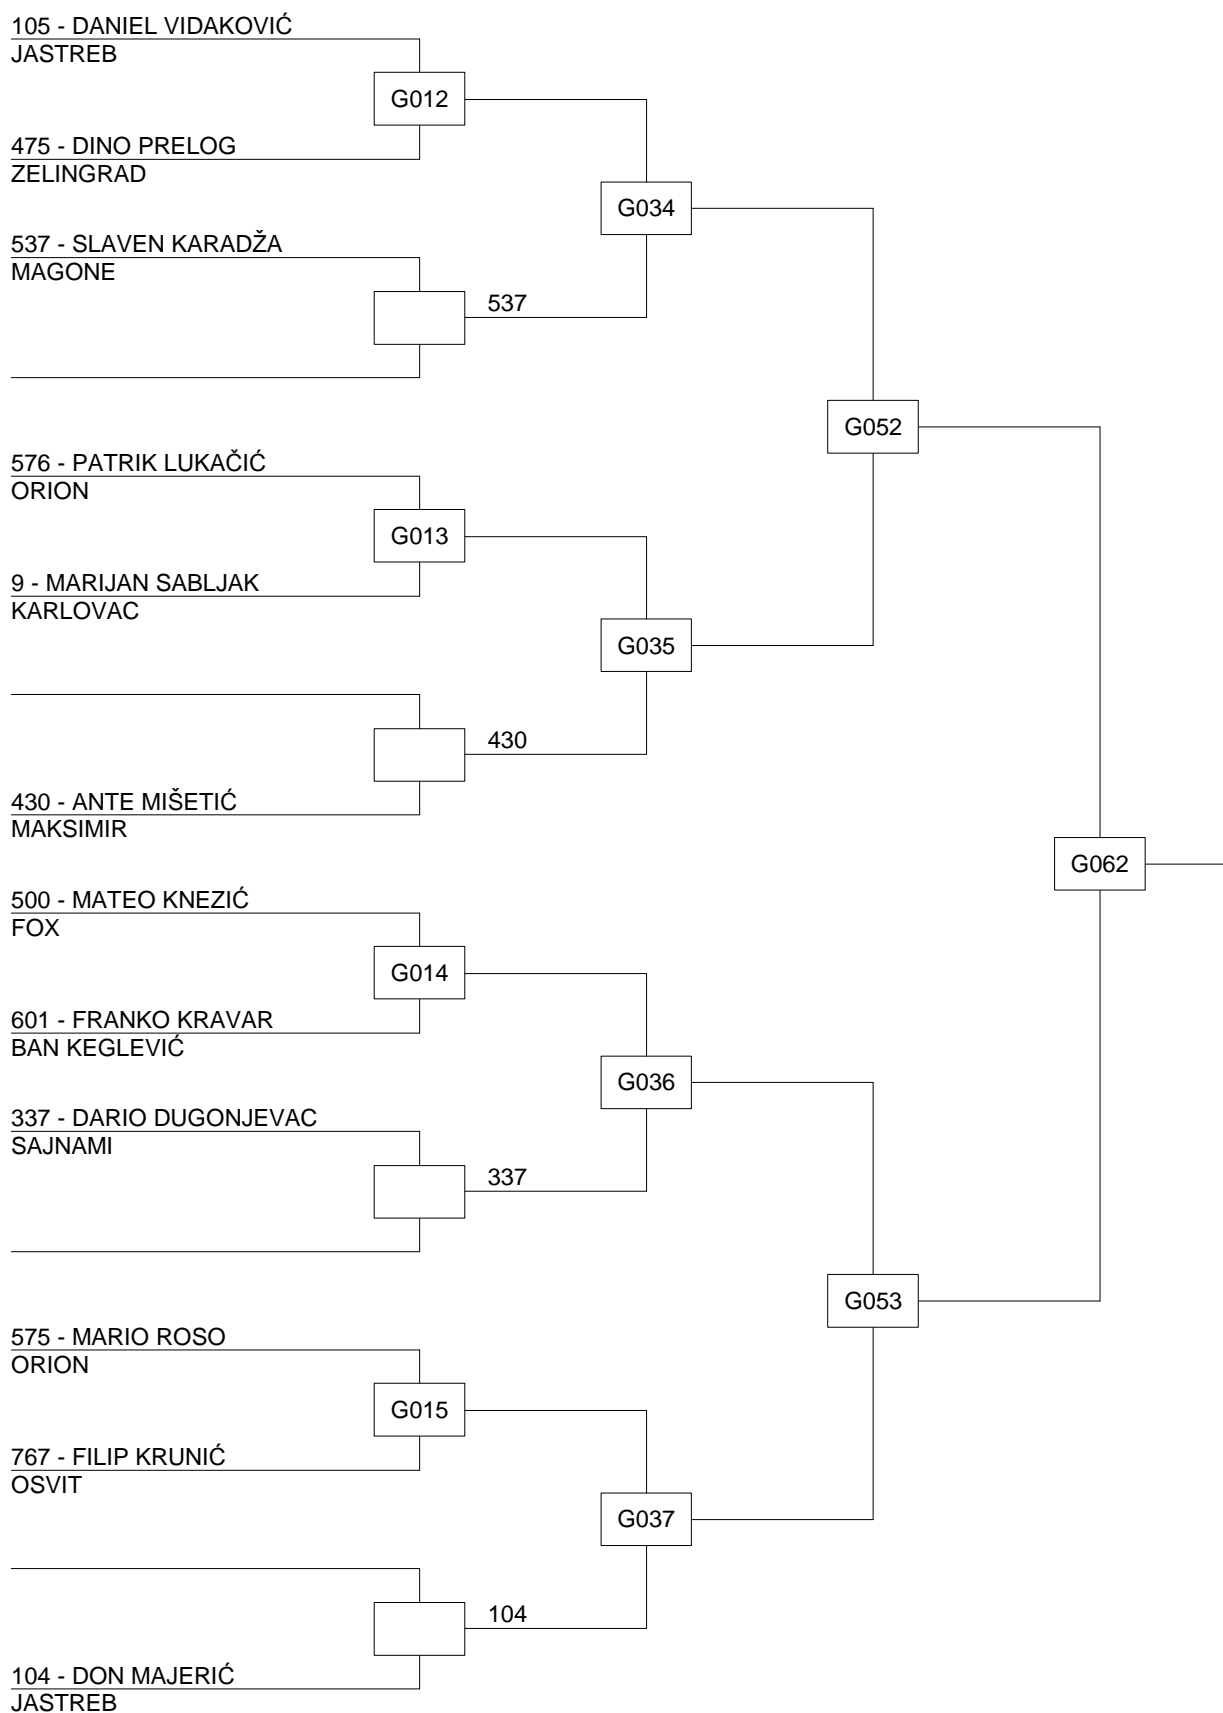 105 - DANIEL VIDAKOVIĆ
JASTREB
G012
475 - DINO PRELOG
ZELINGRAD
G034
537 - SLAVEN KARADŽA
MAGONE
537
G052
576 - PATRIK LUKAČIĆ
ORION
G013
9 - MARIJAN SABLJAK
KARLOVAC
G035
430
430 - ANTE MIŠETIĆ
MAKSIMIR
G062
500 - MATEO KNEZIĆ
FOX
G014
601 - FRANKO KRAVAR
BAN KEGLEVIĆ
G036
337 - DARIO DUGONJEVAC
SAJNAMI
337
G053
575 - MARIO ROSO
ORION
G015
767 - FILIP KRUNIĆ
OSVIT
G037
104
104 - DON MAJERIĆ
JASTREB